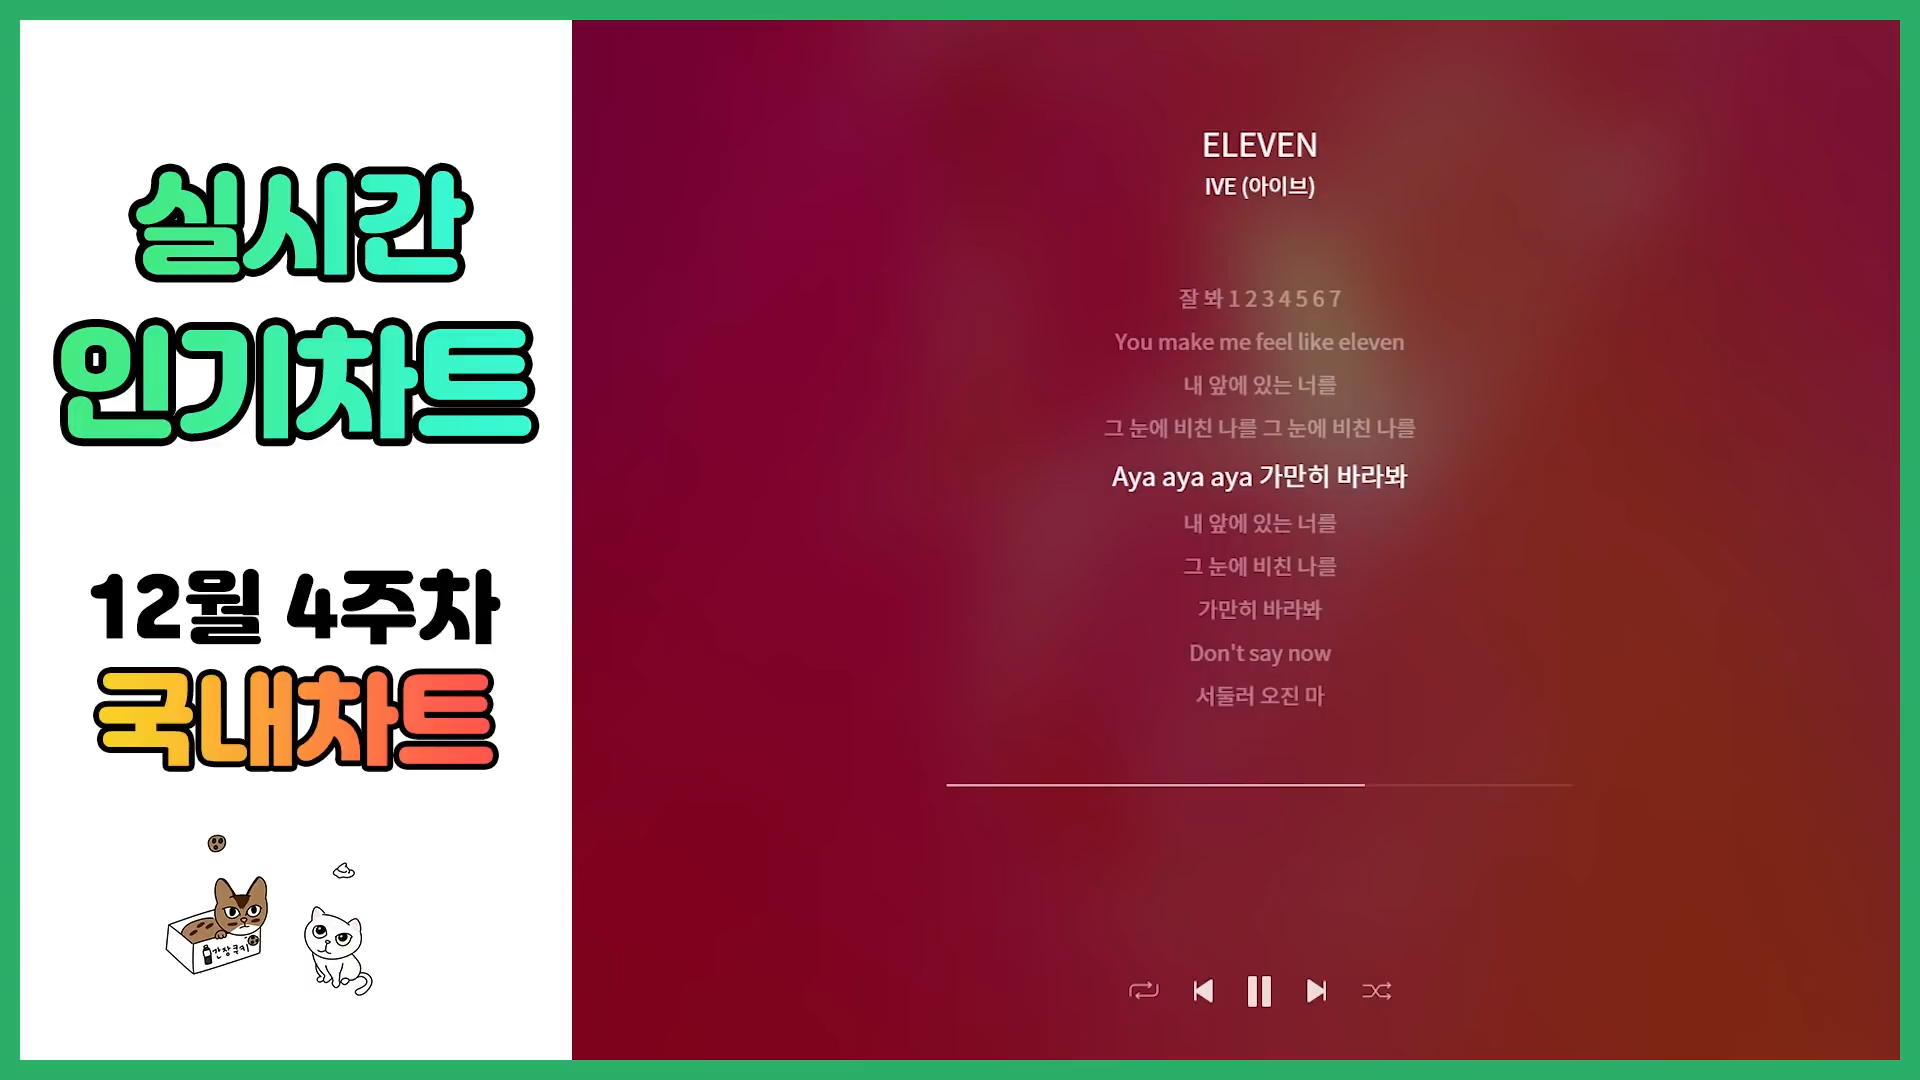 실시간
인기차트
12월 4주차
국내차트
간장쿡키
ELEVEN
IVE (아이브)
잘 봐 1 2 3 4 5 6 7
You make me feel like eleven
내 앞에 있는 너를
그 눈에 비친 나를 그 눈에 비친 나를
Aya aya aya 가만히 바라봐
내 앞에 있는 너를
그 눈에 비친 나를
가만히 바라봐
Don't say now
서둘러 오진 마